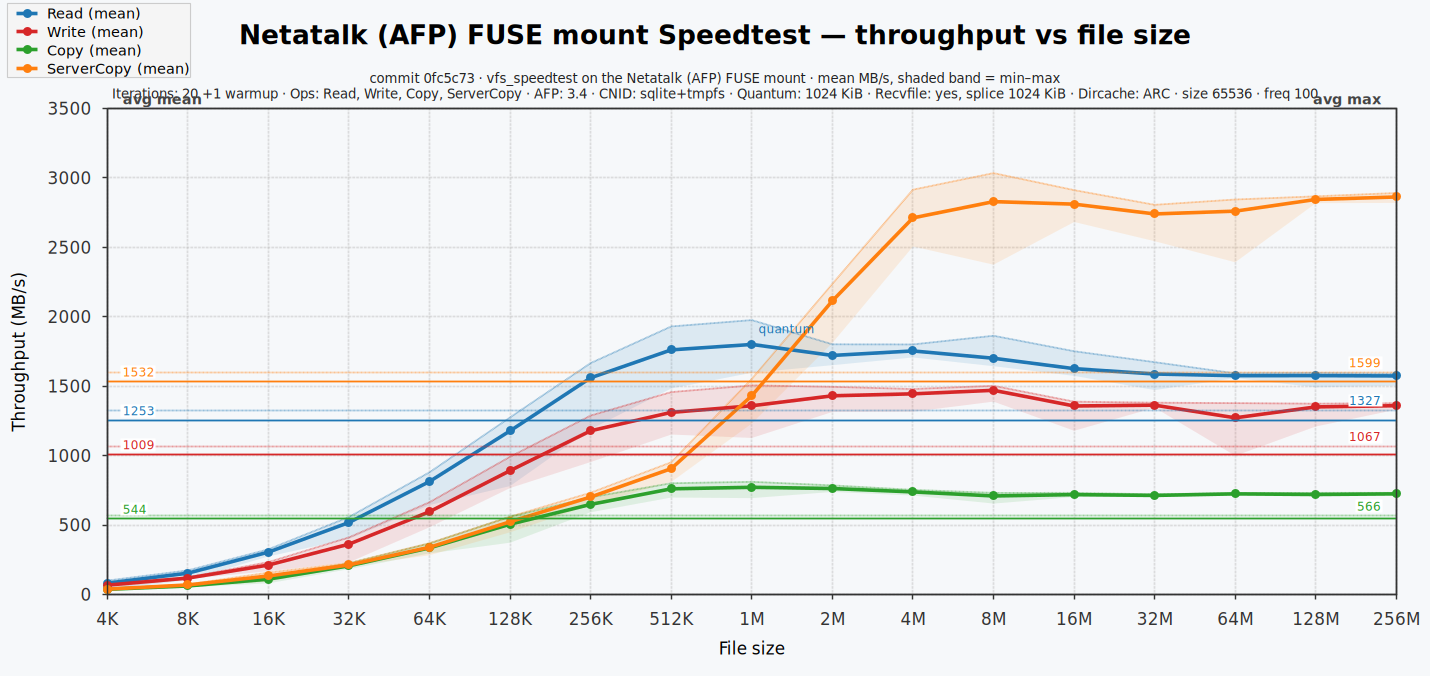 Read (mean)
Write (mean)
Copy (mean)
ServerCopy (mean)
Netatalk (AFP) FUSE mount Speedtest — throughput vs file size
commit 0fc5c73 · vfs_speedtest on the Netatalk (AFP) FUSE mount · mean MB/s, shaded band = min–max
Iterations: 20 +1 warmup · Ops: Read, Write, Copy, ServerCopy · AFP: 3.4 · CNID: sqlite+tmpfs · Quantum: 1024 KiB · Recvfile: yes, splice 1024 KiB · Dircache: ARC · size 65536 · freq 100
avg mean
avg max
3500
3000
2500
2000
1500
1000
500
0
Throughput (MB/s)
quantum
1532
1253
1009
544
1599
1327
1067
566
4K 8K 16K 32K 64K 128K 256K 512K 1M 2M 4M 8M 16M 32M 64M 128M 256M
File size